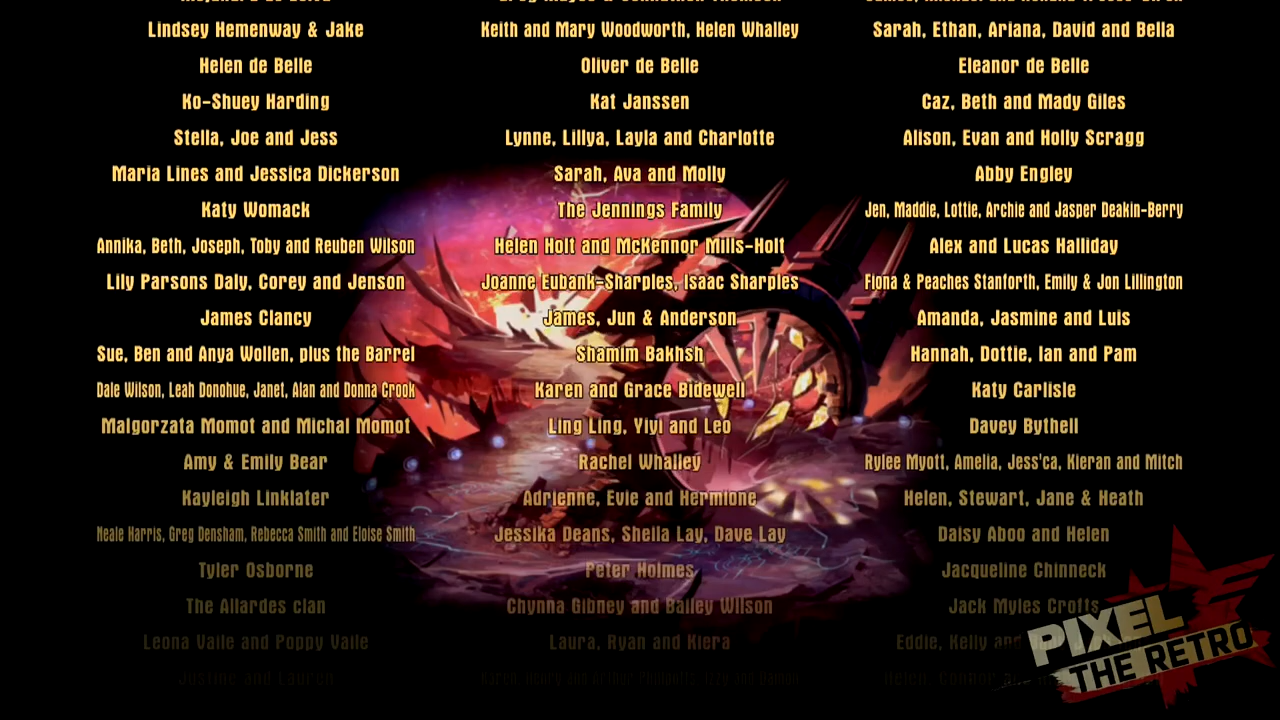 Lindsey Hemenway & Jake
Keith and Mary Woodworth, Helen Whalley
Sarah, Ethan, Ariana, David and Bella
Helen de Belle
Oliver de Belle
Eleanor de Belle
Ko-Shuey Harding
Kat Janssen
Caz, Beth and Mady Giles
Stella, Joe and Jess
Lynne, Lillya, Layla and Charlotte
Alison, Evan and Holly Scragg
Maria Lines and Jessica Dickerson
Sarah, Ava and Molly
Abby Engley
Katy Womack
The Jennings Family
Jen, Maddie, Lottie, Archie and Jasper Deakin-Berry
Annika, Beth, Joseph, Toby and Reuben Wilson
Helen Holt and McKennor Mills-Holt
Alex and Lucas Halliday
Lily Parsons Daly, Corey and Jenson
Joanne Eubank-Sharples, Isaac Sharples
Fiona & Peaches Stanforth, Emily & Jon Lillington
James Clancy
James, Jun & Anderson
Amanda, Jasmine and Luis
Sue, Ben and Anya Wollen, plus the Barrel
Shamim Bakhsh
Hannah, Dottie, Ian and Pam
Dale Wilson, Leah Donohue, Janet, Alan and Donna Crook
Karen and Grace Bidewell
Katy Carlisle
Malgorzata Momot and Michal Momot
Ling Ling, Yiyi and Leo
Davey Bythell
Amy & Emily Bear
Rachel Whalley
Rylee Myott, Amelia, Jess'ca, Kieran and Mitch
Kayleigh Linklater
Adrienne, Evie and Hermione
Helen, Stewart, Jane & Heath
Neale Harris, Greg Densham, Rebecca Smith and Eloise Smith
Jessika Deans, Sheila Lay, Dave Lay
Daisy Aboo and Helen
Tyler Osborne
Peter Holmes
Jacqueline Chinneck
The Allardes clan
Chynna Gibney and Bailey Wilson
Jack Myles Crofts
Leona Vaile and Poppy Vaile
Laura, Ryan and Kiera
Eddie, Kelly and
Justine and Lauren
PIXEL
THE RETRO